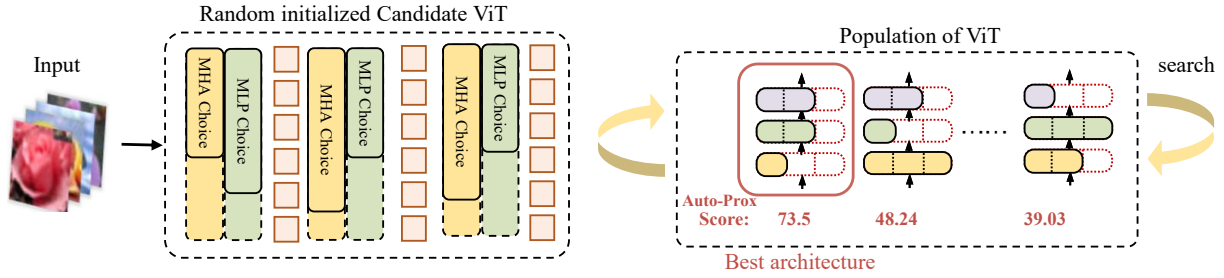 Random initialized Candidate ViT
Input
MHA Choice
MLP Choice
MHA Choice
MLP Choice
MHA Choice
MLP Choice
Population of ViT
search
......
Auto-Prox
Score:
73.5
48.24
39.03
Best architecture